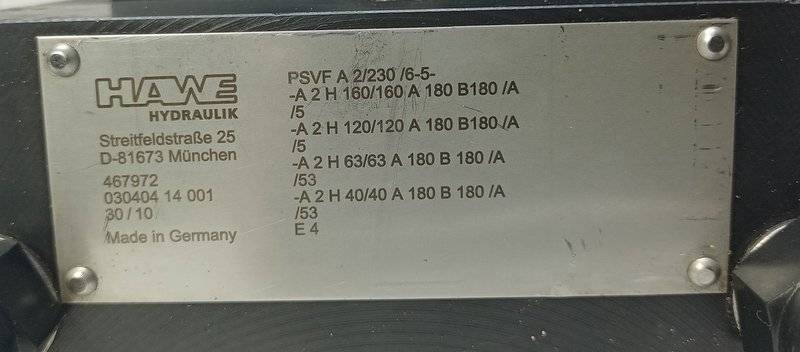 HAWE
HYDRAULIK
Streitfeldstraße 25
D-81673 München
467972
030404 14 001
30 / 10
Made in Germany
PSVF A 2/230 /6-5-
-A 2 H 160/160 A 180 B180 /A
/5
-A 2 H 120/120 A 180 B180 /A
/5
-A 2 H 63/63 A 180 B 180 /A
/53
-A 2 H 40/40 A 180 B 180 /A
/53
E 4